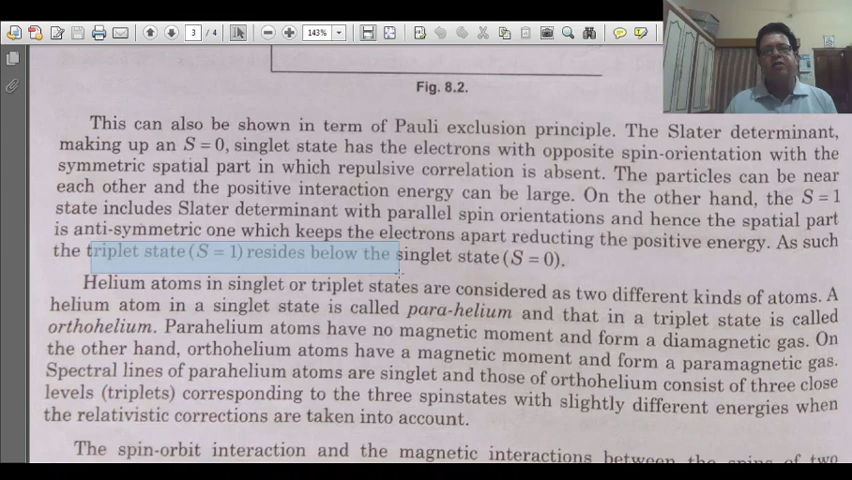 3 / 4
143%
Fig. 8.2.
This can also be shown in term of Pauli exclusion principle. The Slater determinant,
making up an S = 0, singlet state has the electrons with opposite spin-orientation with the
symmetric spatial part in which repulsive correlation is absent. The particles can be near
each other and the positive interaction energy can be large. On the other hand, the S = 1
state includes Slater determinant with parallel spin orientations and hence the spatial part
is anti-symmetric one which keeps the electrons apart reducting the positive energy. As such
the triplet state (S = 1) resides below the singlet state (S = 0).
Helium atoms in singlet or triplet states are considered as two different kinds of atoms. A
helium atom in a singlet state is called para-helium and that in a triplet state is called
orthohelium. Parahelium atoms have no magnetic moment and form a diamagnetic gas. On
the other hand, orthohelium atoms have a magnetic moment and form a paramagnetic gas.
Spectral lines of parahelium atoms are singlet and those of orthohelium consist of three close
levels (triplets) corresponding to the three spinstates with slightly different energies when
the relativistic corrections are taken into account.
The spin-orbit interaction and the magnetic interactions between the spins of two